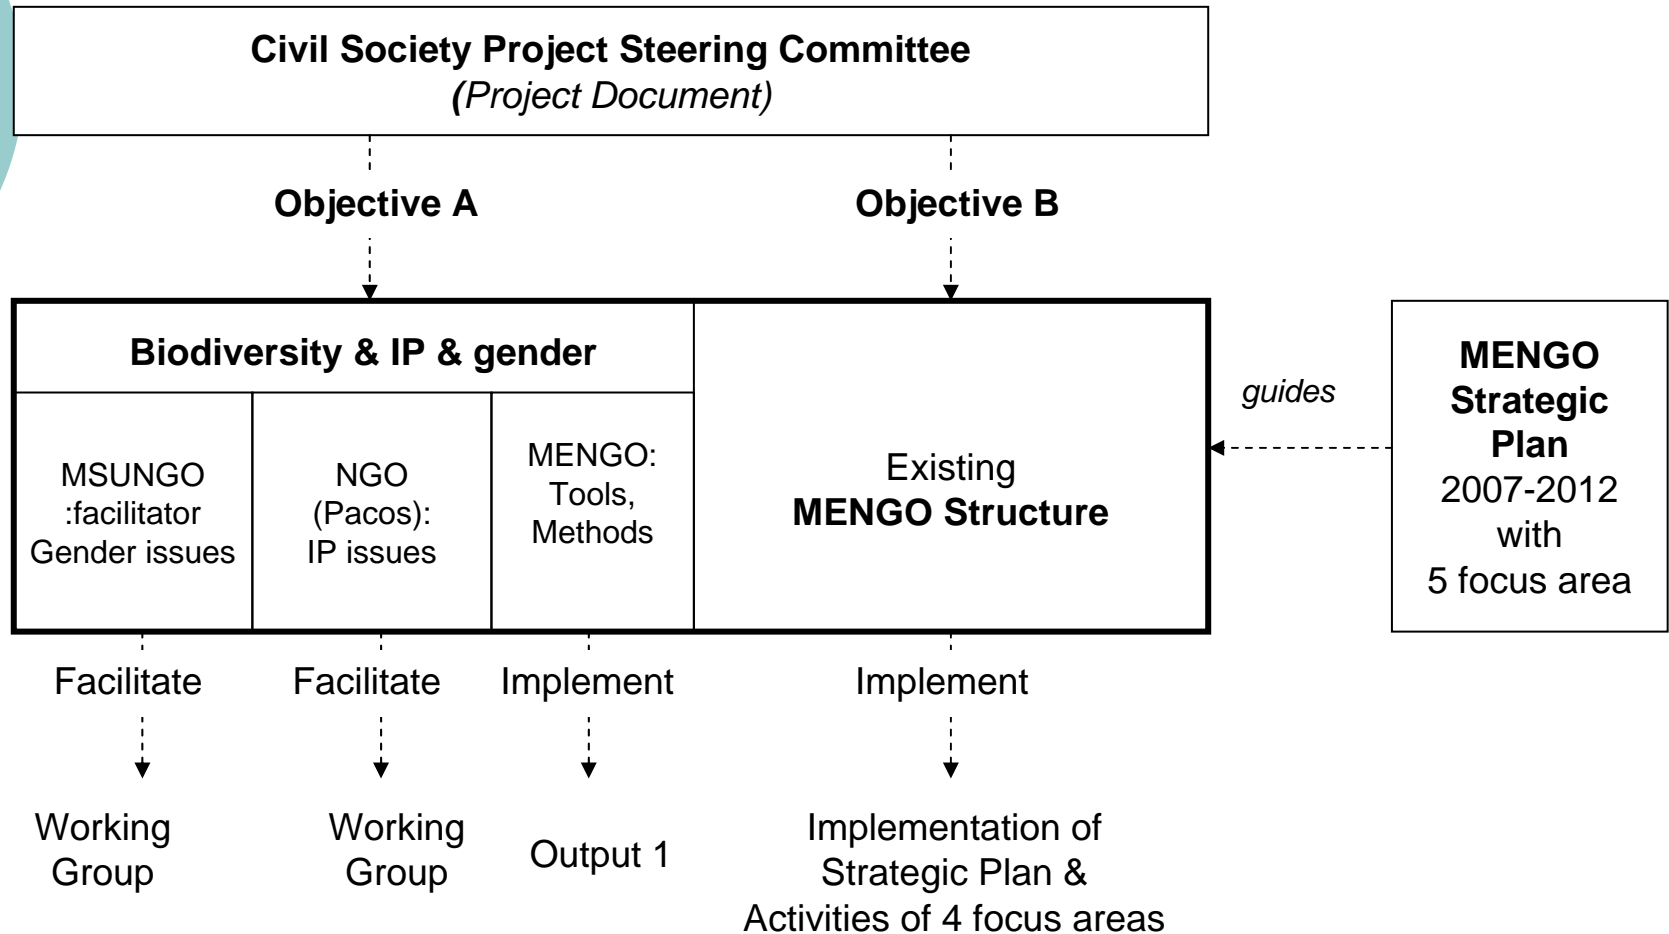 Civil Society Project Steering Committee
(Project Document)
Objective A
Objective B
Biodiversity & IP & gender
MSUNGO
:facilitator
Gender issues
NGO
(Pacos):
IP issues
MENGO:
Tools,
Methods
Existing
MENGO Structure
guides
MENGO
Strategic
Plan
2007-2012
with
5 focus area
Facilitate
Facilitate
Implement
Implement
Working
Group
Working
Group
Output 1
Implementation of
Strategic Plan &
Activities of 4 focus areas